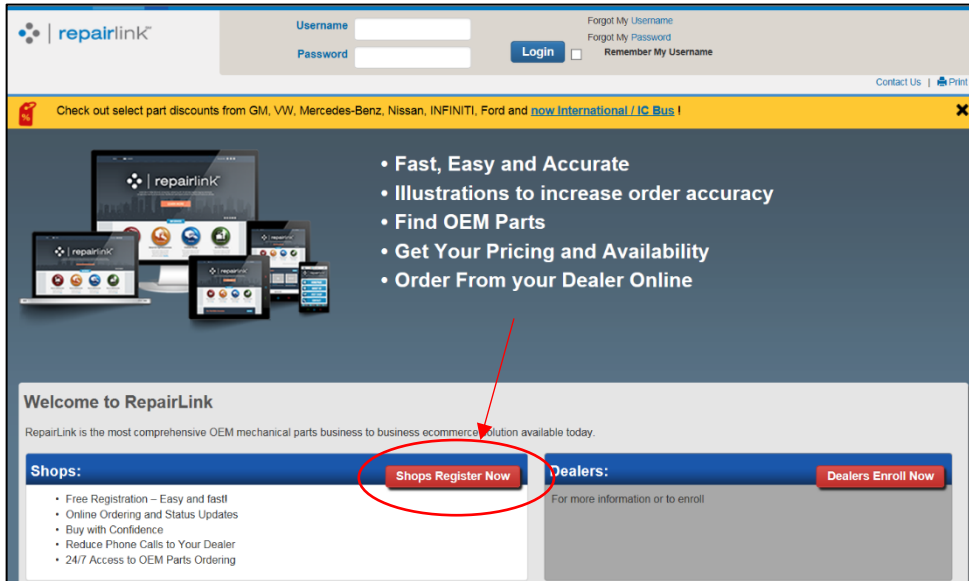 repairlink
Username
Password
Login
Forgot My Username
Forgot My Password
Remember My Username
Contact Us | Print
% Check out select part discounts from GM, VW, Mercedes-Benz, Nissan, INFINITI, Ford and now International / IC Bus !
repairlink
repairlink
repairlink
repairlink
• Fast, Easy and Accurate
• Illustrations to increase order accuracy
• Find OEM Parts
• Get Your Pricing and Availability
• Order From your Dealer Online
Welcome to RepairLink
RepairLink is the most comprehensive OEM mechanical parts business to business ecommerce solution available today.
Shops:
Shops Register Now
• Free Registration – Easy and fast!
• Online Ordering and Status Updates
• Buy with Confidence
• Reduce Phone Calls to Your Dealer
• 24/7 Access to OEM Parts Ordering
Dealers:
Dealers Enroll Now
For more information or to enroll